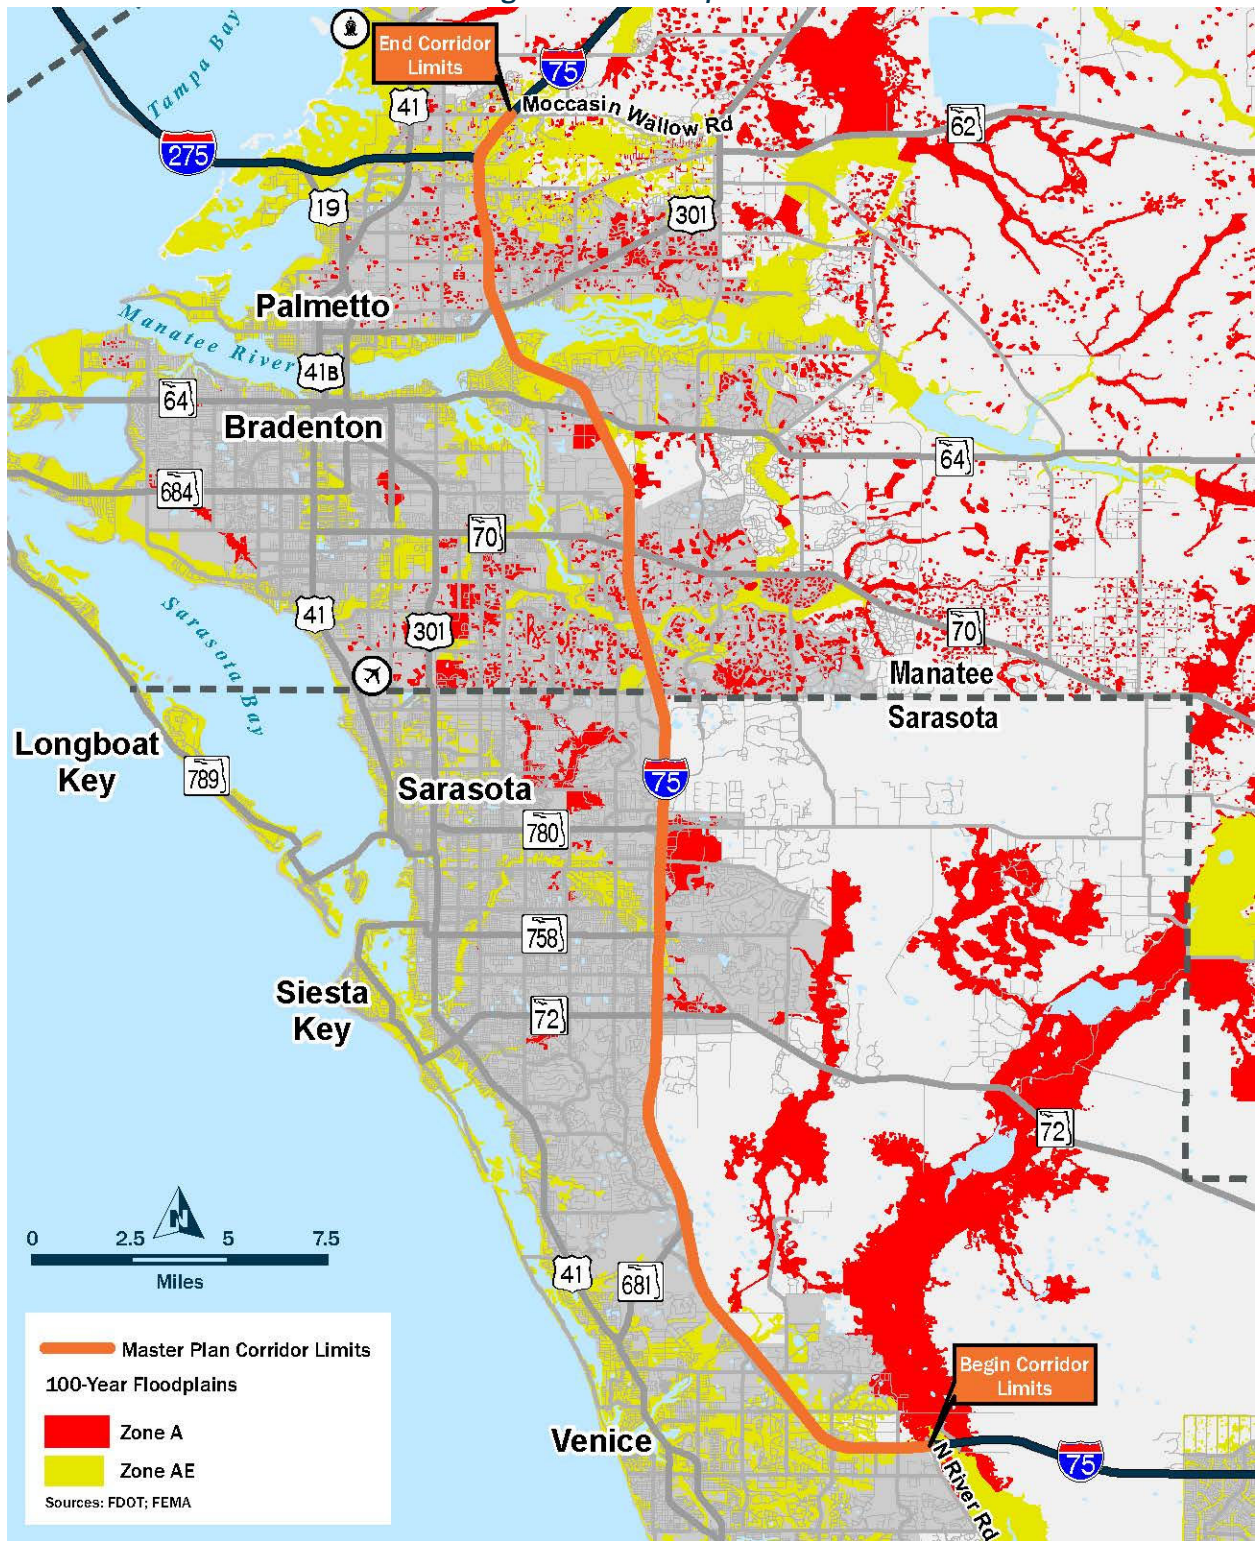 End Corridor
Limits
75
Tampa Bay
41
Moccasin Wallow Rd
62
275
19
301
Palmetto
Manatee River
41B
64
Bradenton
64
684
70
Sarasota Bay
41
301
70
Manatee
Sarasota
Longboat
Key
789
75
Sarasota
780
758
Siesta
Key
72
72
0 2.5 5 7.5
Miles
N
41
681
Begin Corridor
Limits
Venice
N River Rd
75
Master Plan Corridor Limits
100-Year Floodplains
Zone A
Zone AE
Sources: FDOT; FEMA